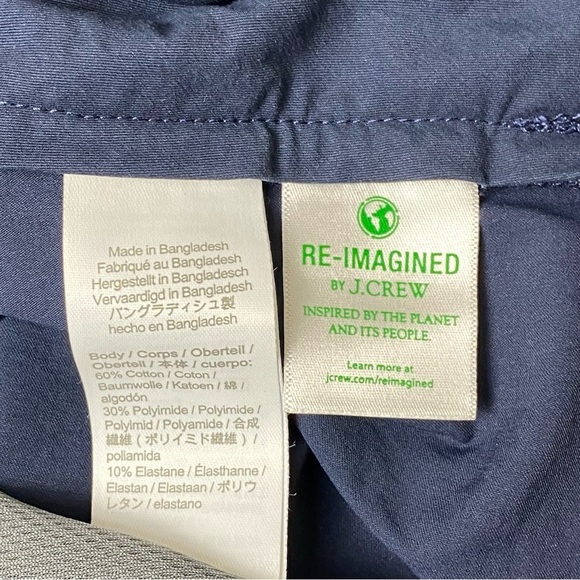 Made in Bangladesh
Fabriqué au Bangladesh
Hergestellt in Bangladesch
Vervaardigd in Bangladesh
バングラディシュ製
hecho en Bangladesh
Body / Corps / Oberteil /
Oberteil / 本体 / cuerpo:
60% Cotton / Coton /
Baumwolle / Katoen / 綿 /
algodón
30% Polyimide / Polyimide /
Polyimid / Polyamide / 合成
繊維 ( ポリイミド繊維 ) /
poliamida
10% Elastane / Élasthanne /
Elastan / Elastaan / ポリウ
レタン / elastano
RE-IMAGINED
BY J.CREW
INSPIRED BY THE PLANET
AND ITS PEOPLE.
Learn more at
jcrew.com/reimagined